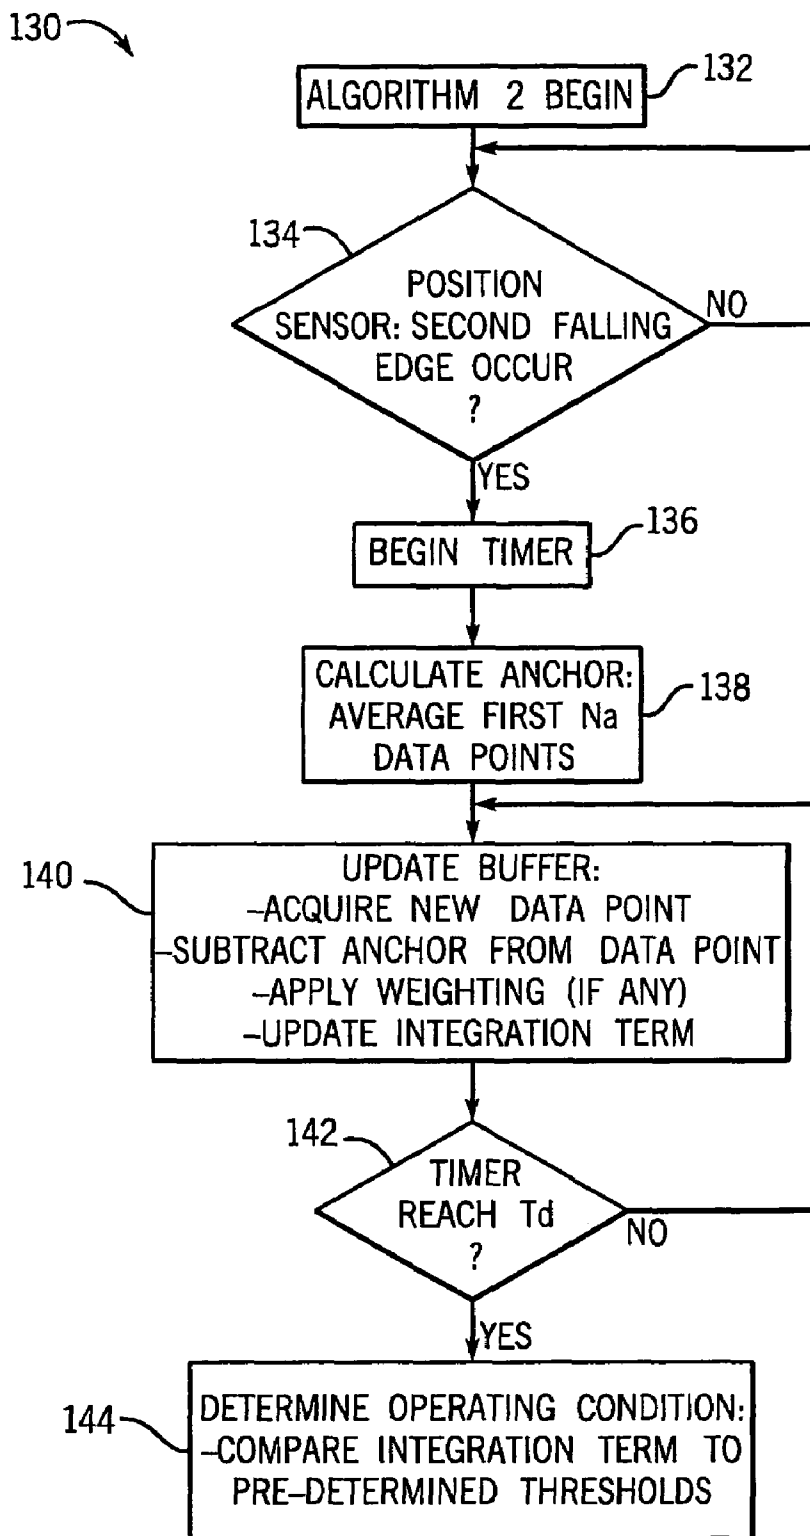 130
ALGORITHM 2 BEGIN
132
134
POSITION
SENSOR: SECOND FALLING
EDGE OCCUR
?
NO
YES
BEGIN TIMER
136
CALCULATE ANCHOR:
AVERAGE FIRST Na
DATA POINTS
138
140
UPDATE BUFFER:
–ACQUIRE NEW DATA POINT
–SUBTRACT ANCHOR FROM DATA POINT
–APPLY WEIGHTING (IF ANY)
–UPDATE INTEGRATION TERM
142
TIMER
REACH Td
?
NO
YES
144
DETERMINE OPERATING CONDITION:
–COMPARE INTEGRATION TERM TO
PRE–DETERMINED THRESHOLDS